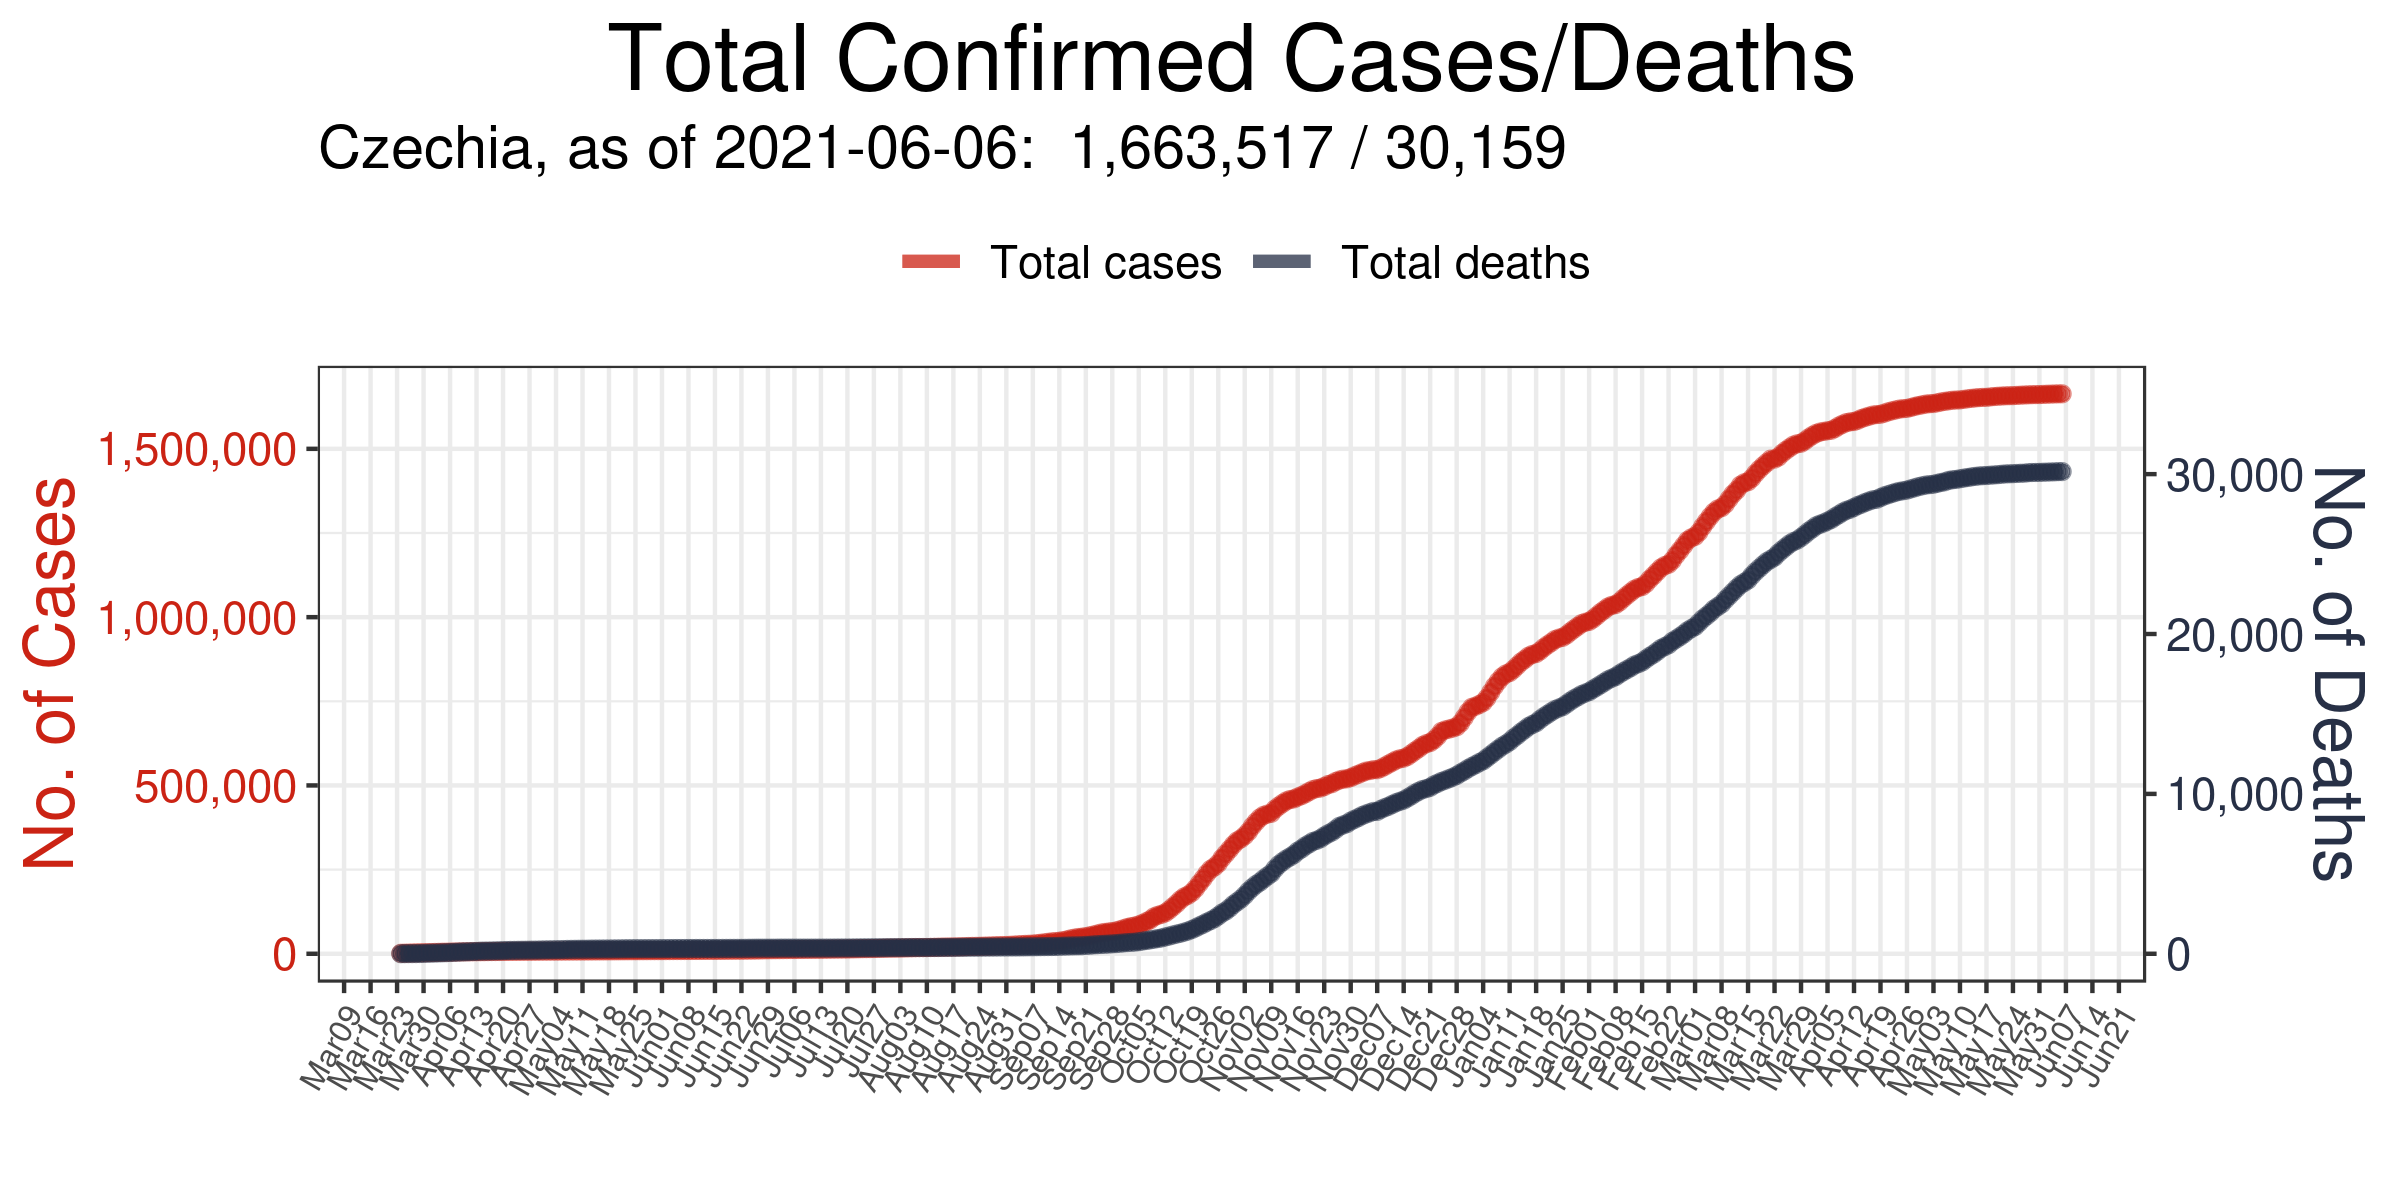 Total Confirmed Cases/Deaths
Czechia, as of 2021-06-06:  1,663,517 / 30,159
Total cases
Total deaths
No. of Cases
1,500,000
1,000,000
500,000
0
30,000
20,000
10,000
0
No. of Deaths
Mar09
Mar16
Mar23
Mar30
Apr06
Apr13
Apr20
Apr27
May04
May11
May18
May25
Jun01
Jun08
Jun15
Jun22
Jun29
Jul06
Jul13
Jul20
Jul27
Aug03
Aug10
Aug17
Aug24
Aug31
Sep07
Sep14
Sep21
Sep28
Oct05
Oct12
Oct19
Oct26
Nov02
Nov09
Nov16
Nov23
Nov30
Dec07
Dec14
Dec21
Dec28
Jan04
Jan11
Jan18
Jan25
Feb01
Feb08
Feb15
Feb22
Mar01
Mar08
Mar15
Mar22
Mar29
Apr05
Apr12
Apr19
Apr26
May03
May10
May17
May24
May31
Jun07
Jun14
Jun21